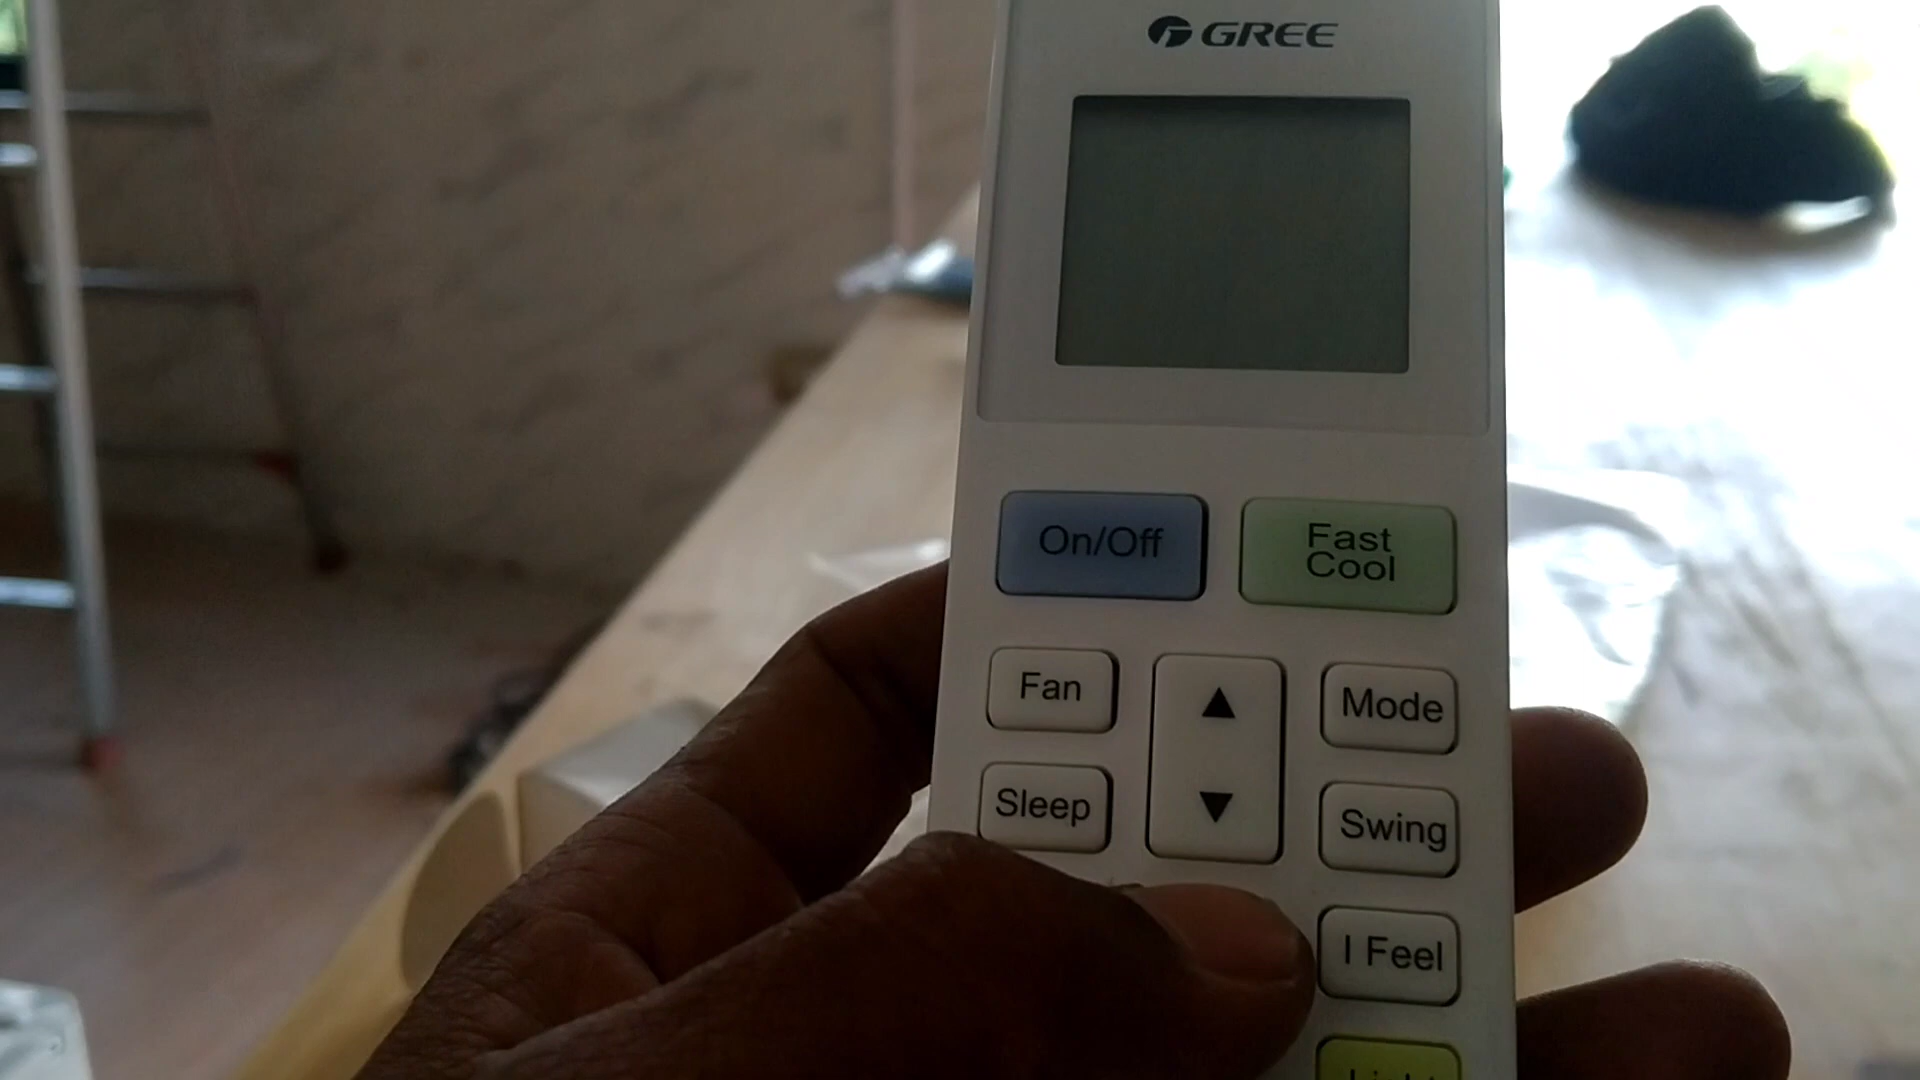 GREE
On/Off
Fast
Cool
Fan
Mode
Sleep
Swing
I Feel